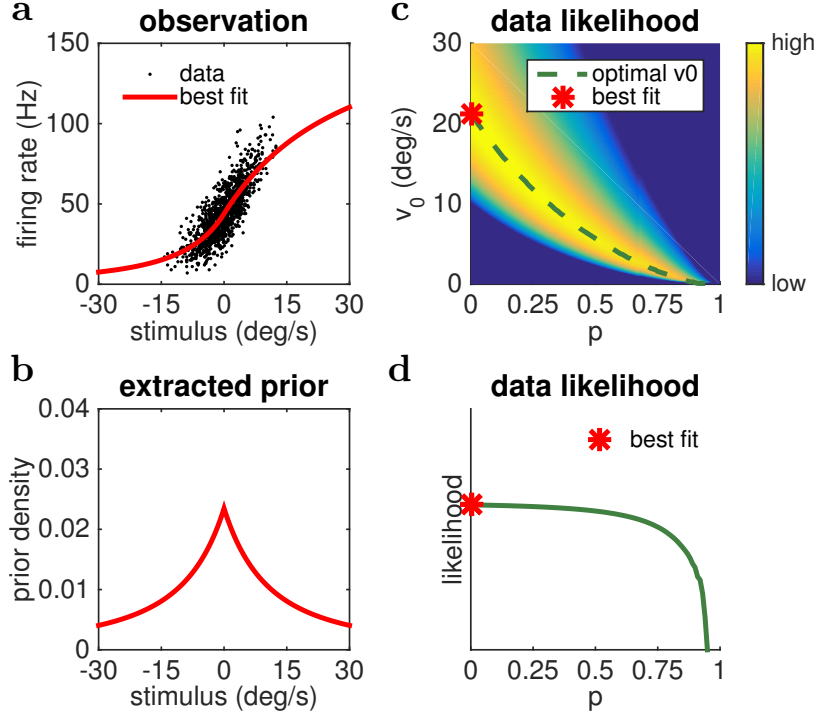 a
observation
firing rate (Hz)
150
100
50
0
data
best fit
-30 -15 0 15 30
stimulus (deg/s)
c
data likelihood
v0 (deg/s)
30
20
10
0
optimal v0
best fit
0 0.25 0.5 0.75 1
p
high
low
b
extracted prior
prior density
0.04
0.03
0.02
0.01
0
-30 -15 0 15 30
stimulus (deg/s)
d
data likelihood
likelihood
best fit
0 0.25 0.5 0.75 1
p